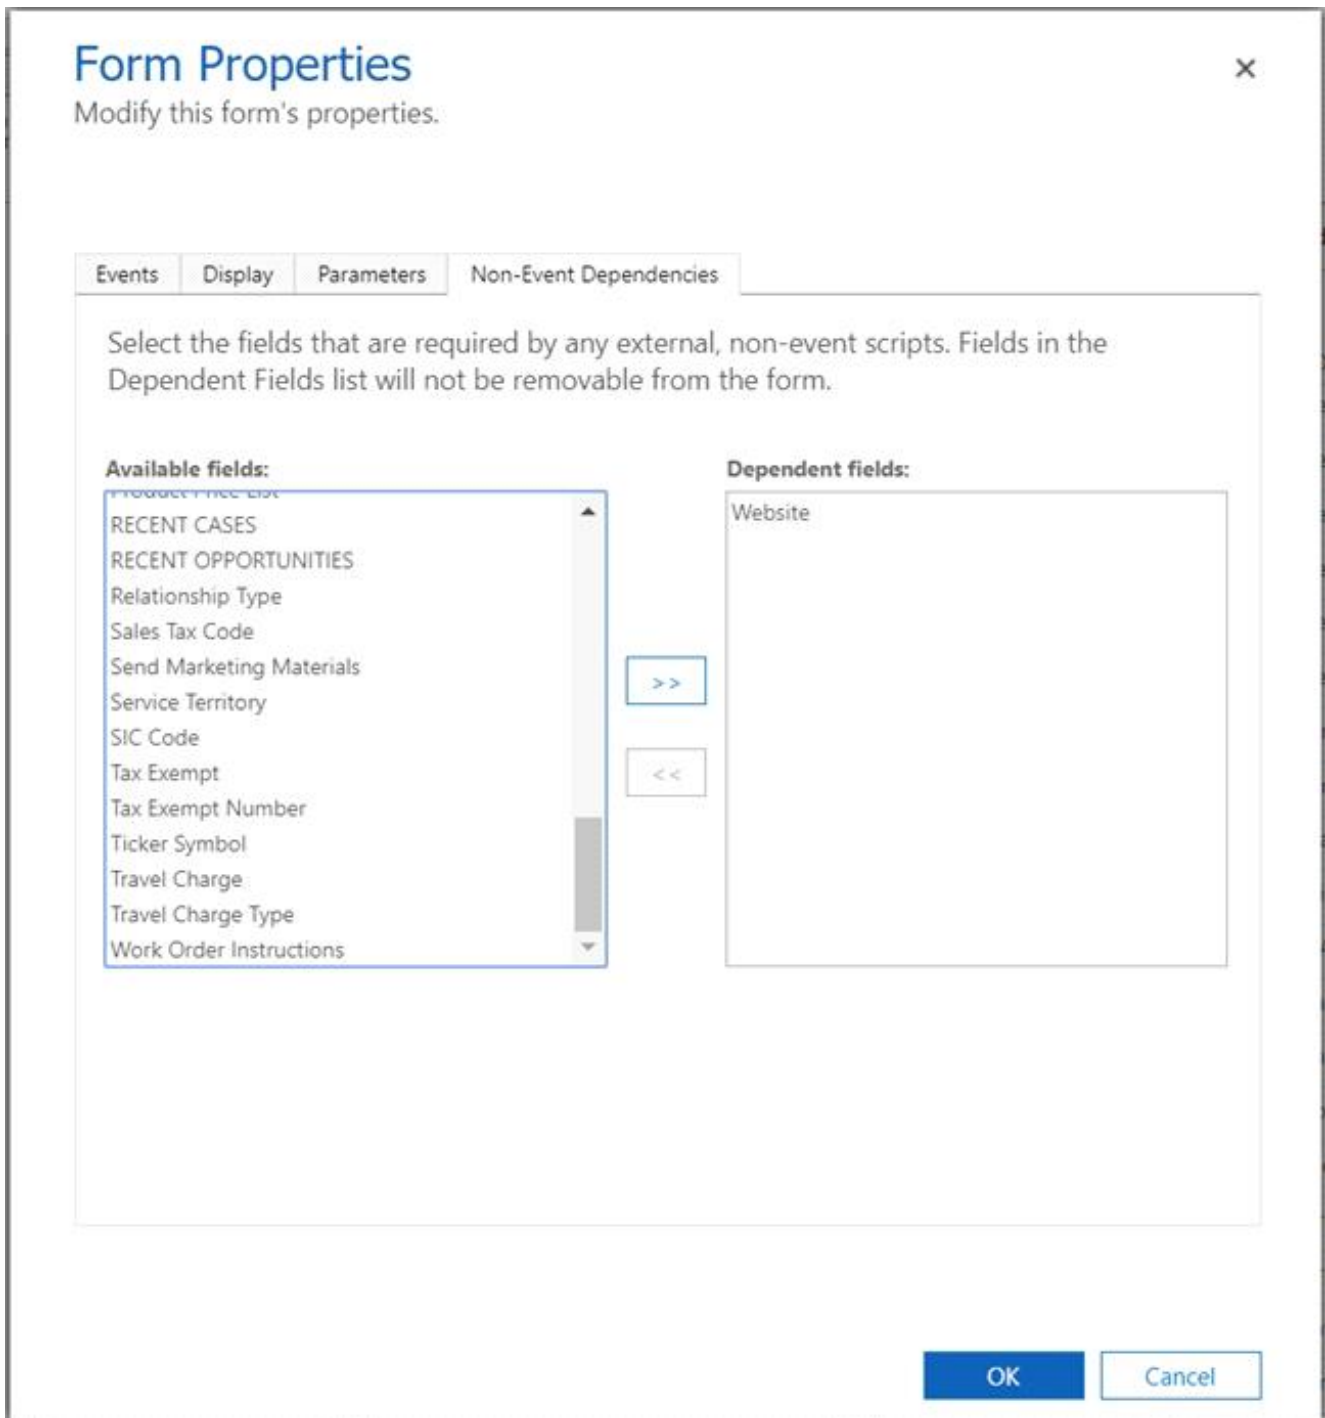 Form Properties
Modify this form's properties.
Events
Display
Parameters
Non-Event Dependencies
Select the fields that are required by any external, non-event scripts. Fields in the
Dependent Fields list will not be removable from the form.
Available fields:
Product Price List
RECENT CASES
RECENT OPPORTUNITIES
Relationship Type
Sales Tax Code
Send Marketing Materials
Service Territory
SIC Code
Tax Exempt
Tax Exempt Number
Ticker Symbol
Travel Charge
Travel Charge Type
Work Order Instructions
>>
<<
Dependent fields:
Website
OK
Cancel